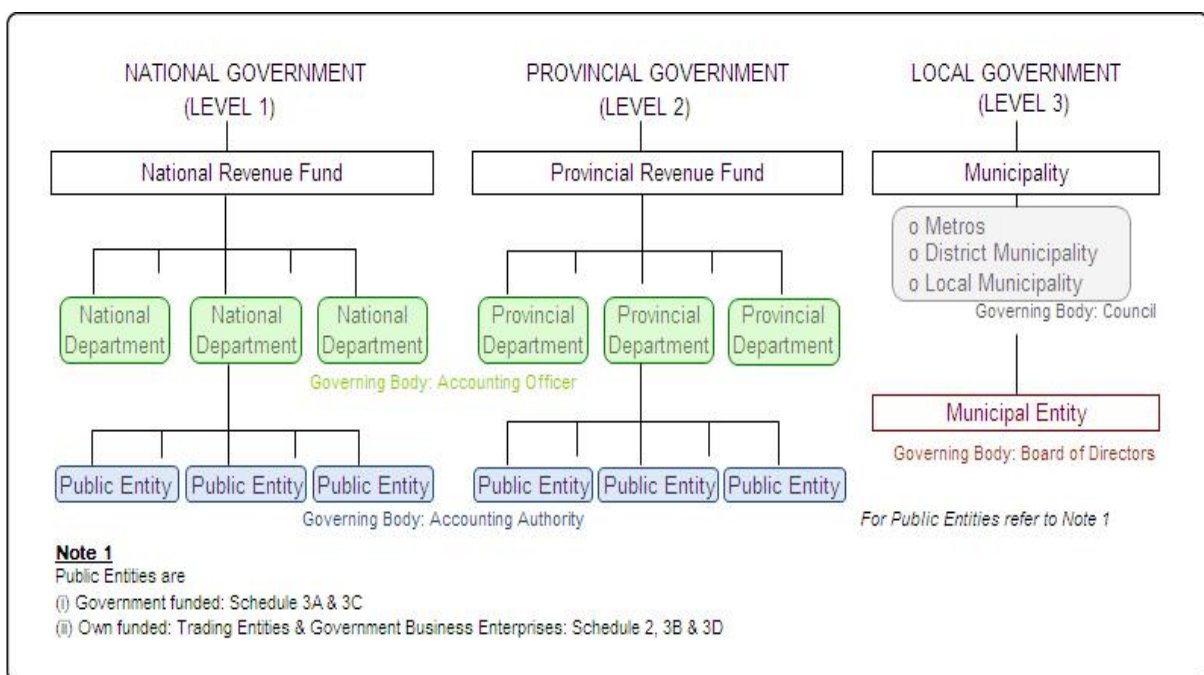 NATIONAL GOVERNMENT
(LEVEL 1)
National Revenue Fund
National
Department
National
Department
National
Department
Governing Body: Accounting Officer
Public Entity
Public Entity
Public Entity
Governing Body: Accounting Authority
PROVINCIAL GOVERNMENT
(LEVEL 2)
Provincial Revenue Fund
Provincial
Department
Provincial
Department
Provincial
Department
Public Entity
Public Entity
Public Entity
LOCAL GOVERNMENT
(LEVEL 3)
Municipality
o Metros
o District Municipality
o Local Municipality
Governing Body: Council
Municipal Entity
Governing Body: Board of Directors
For Public Entities refer to Note 1
Note 1
Public Entities are
(i) Government funded: Schedule 3A & 3C
(ii) Own funded: Trading Entities & Government Business Enterprises: Schedule 2, 3B & 3D